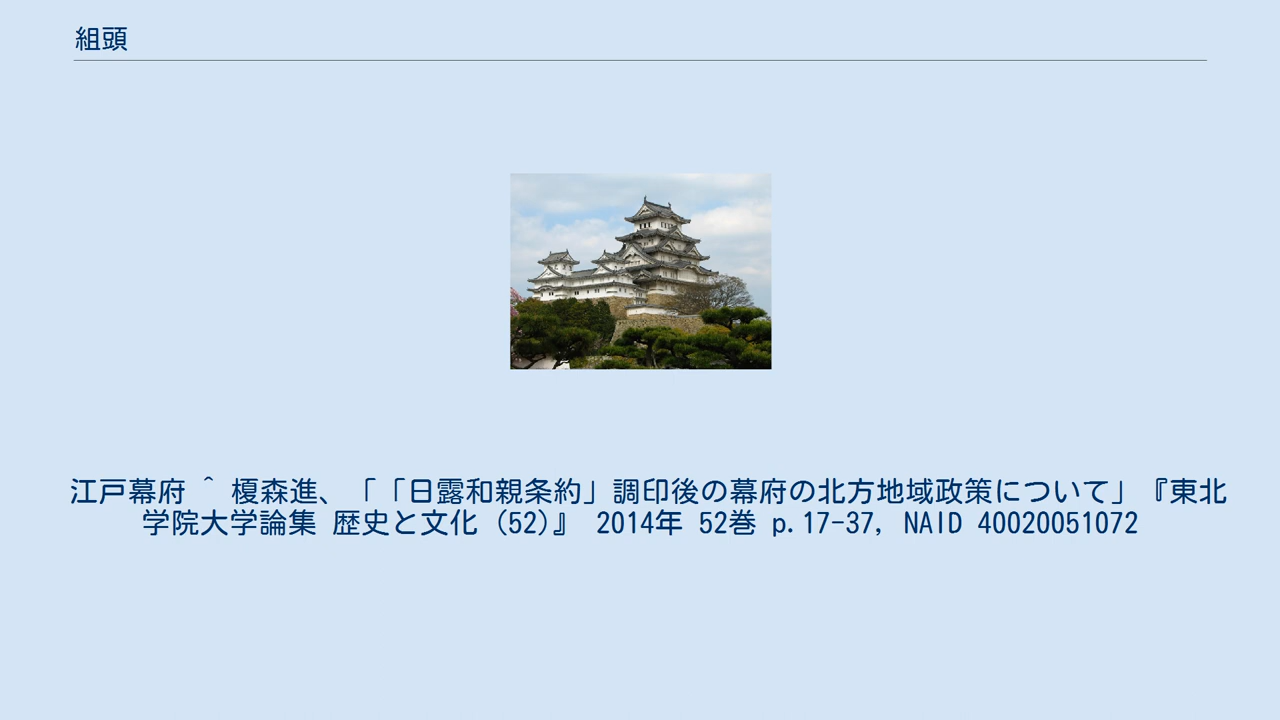 組頭
江戸幕府 ^ 榎森進、「「日露和親条約」調印後の幕府の北方地域政策について」『東北
学院大学論集 歴史と文化 (52)』 2014年 52巻 p.17-37, NAID 40020051072